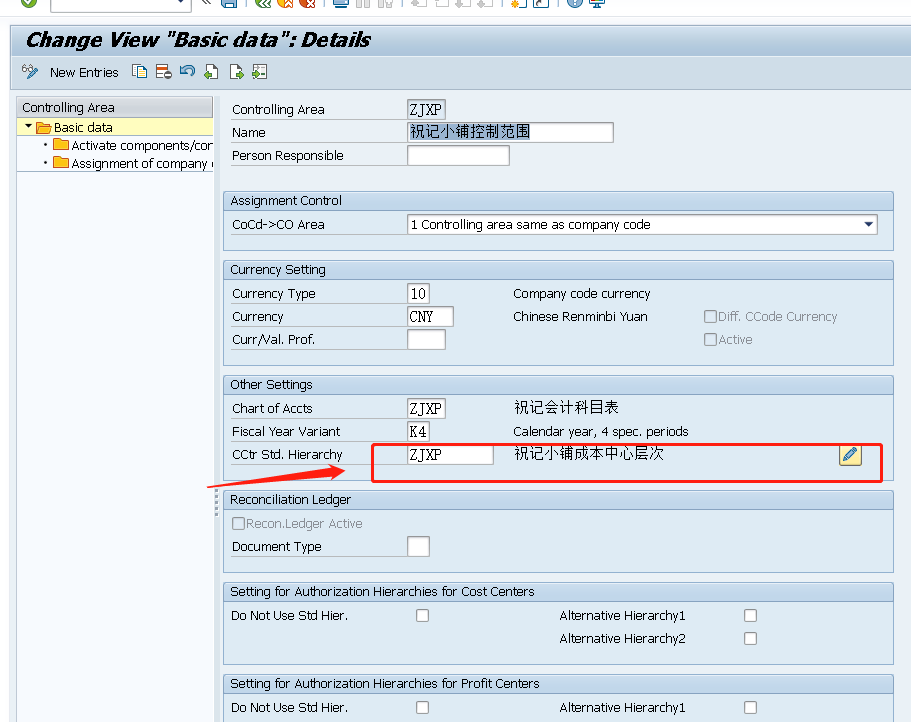 Change View "Basic data": Details
New Entries
Controlling Area
Basic data
Activate components/cor
Assignment of company
Controlling Area ZJXP
Name 祝记小铺控制范围
Person Responsible
Assignment Control
CoCd->CO Area 1 Controlling area same as company code
Currency Setting
Currency Type 10 Company code currency
Currency CNY Chinese Renminbi Yuan Diff. CCode Currency
Curr/Val. Prof. Active
Other Settings
Chart of Accts ZJXP 祝记会计科目表
Fiscal Year Variant K4 Calendar year, 4 spec. periods
CCtr Std. Hierarchy ZJXP 祝记小铺成本中心层次
Reconciliation Ledger
Recon.Ledger Active
Document Type
Setting for Authorization Hierarchies for Cost Centers
Do Not Use Std Hier. Alternative Hierarchy1
Alternative Hierarchy2
Setting for Authorization Hierarchies for Profit Centers
Do Not Use Std Hier. Alternative Hierarchy1